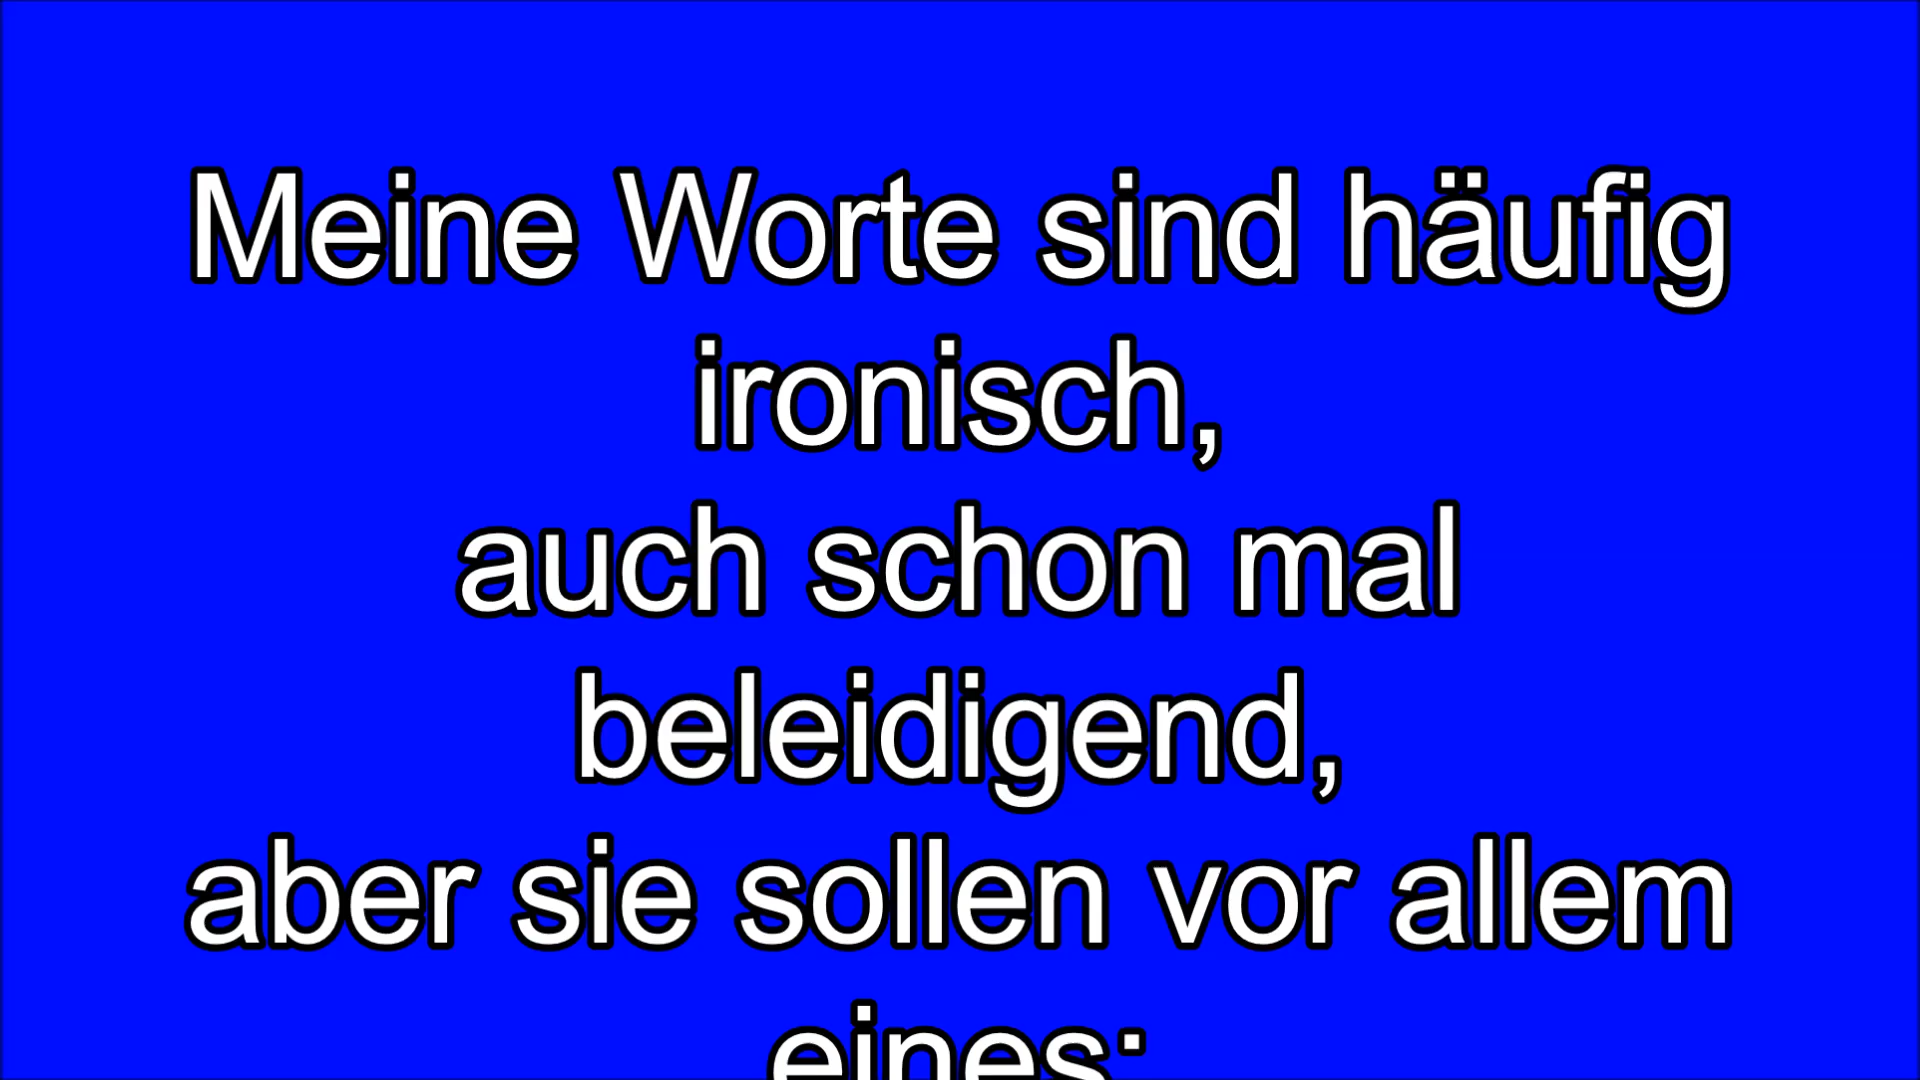 Meine Worte sind häufig
ironisch,
auch schon mal
beleidigend,
aber sie sollen vor allem
eines: